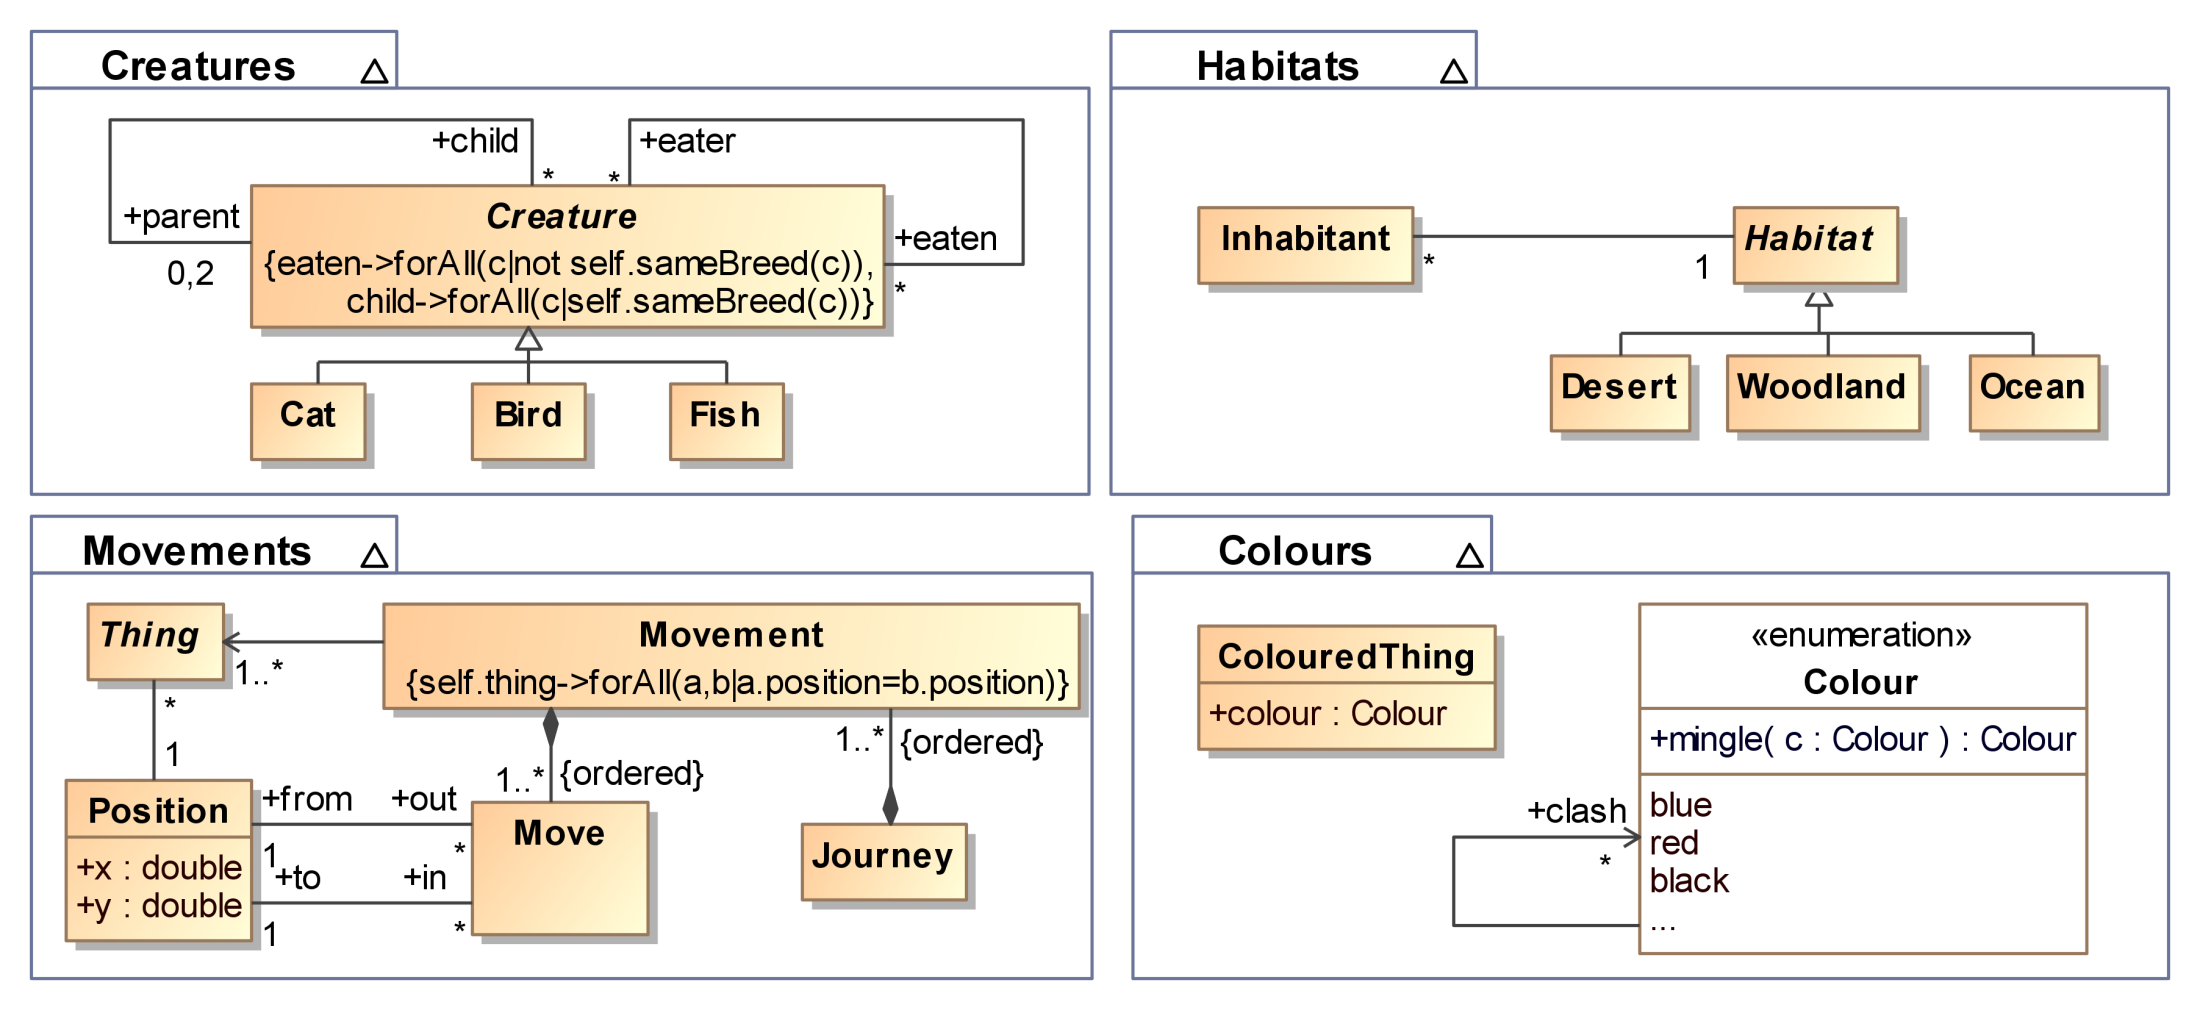 Creatures
+child
+eater
*
*
+parent
0,2
Creature
{eaten->forAll(c|not self.sameBreed(c)),
child->forAll(c|self.sameBreed(c))}
+eaten
*
Cat
Bird
Fish
Habitats
Inhabitant
*
1
Habitat
Desert
Woodland
Ocean
Movements
Thing
1..*
Movement
{self.thing->forAll(a,b|a.position=b.position)}
*
1
1..*
{ordered}
1..*
{ordered}
Position
+x : double
+y : double
+from
+out
1
*
+to
+in
1
*
Move
Journey
Colours
ColouredThing
+colour : Colour
«enumeration»
Colour
+mingle( c : Colour ) : Colour
+clash
*
blue
red
black
...